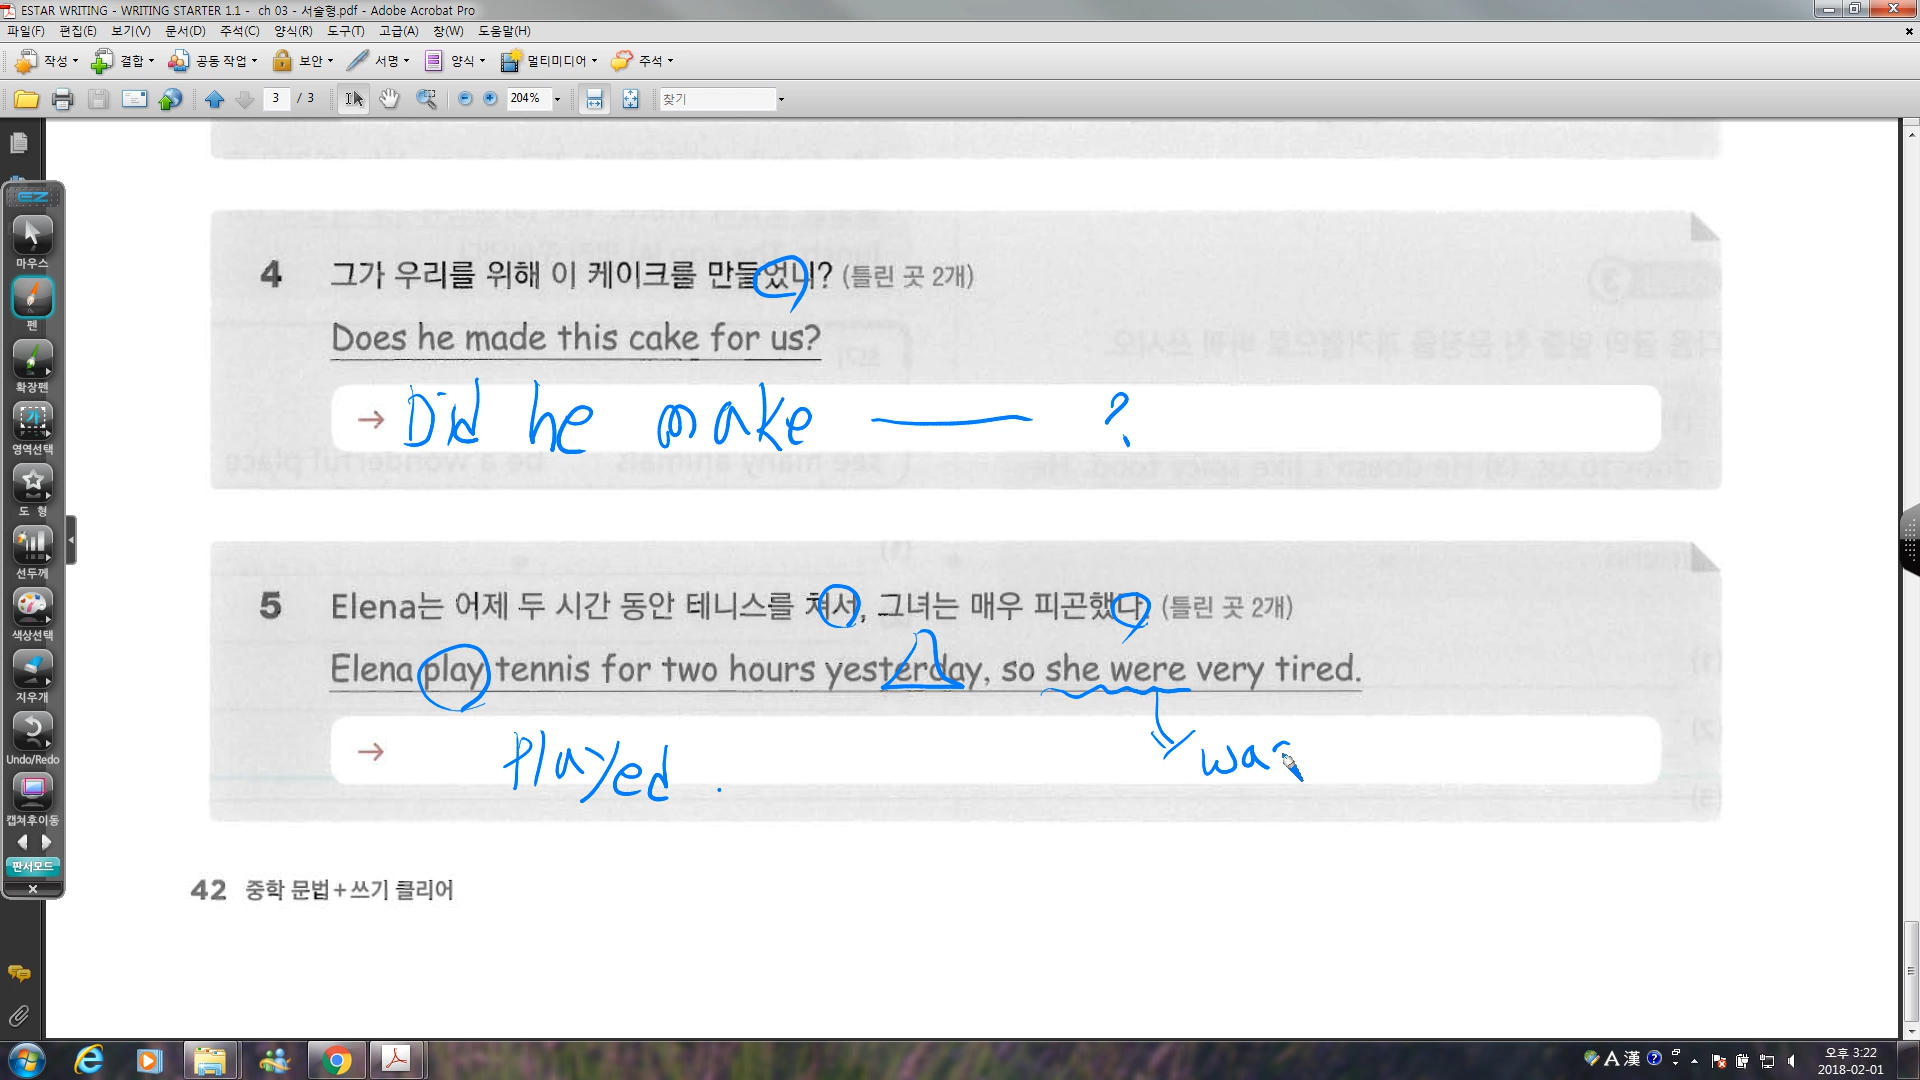 ESTAR WRITING - WRITING STARTER 1.1 - ch 03 - 서술형.pdf - Adobe Acrobat Pro
파일(F) 편집(E) 보기(V) 문서(D) 주석(C) 양식(R) 도구(T) 고급(A) 창(W) 도움말(H)
작성 결합 공동 작업 보안 서명 양식 멀티미디어 주석
3 / 3 204% 찾기
EZ
마우스
펜
확장펜
영역선택
도 형
선두께
색상선택
지우개
Undo/Redo
캡쳐후이동
판서모드
4 그가 우리를 위해 이 케이크를 만들었니? (틀린 곳 2개)
Does he made this cake for us?
→ Did he make ?
5 Elena는 어제 두 시간 동안 테니스를 쳐서, 그녀는 매우 피곤했다. (틀린 곳 2개)
Elena play tennis for two hours yesterday, so she were very tired.
→ Played . was
42 중학 문법+쓰기 클리어
A 漢
오후 3:22
2018-02-01